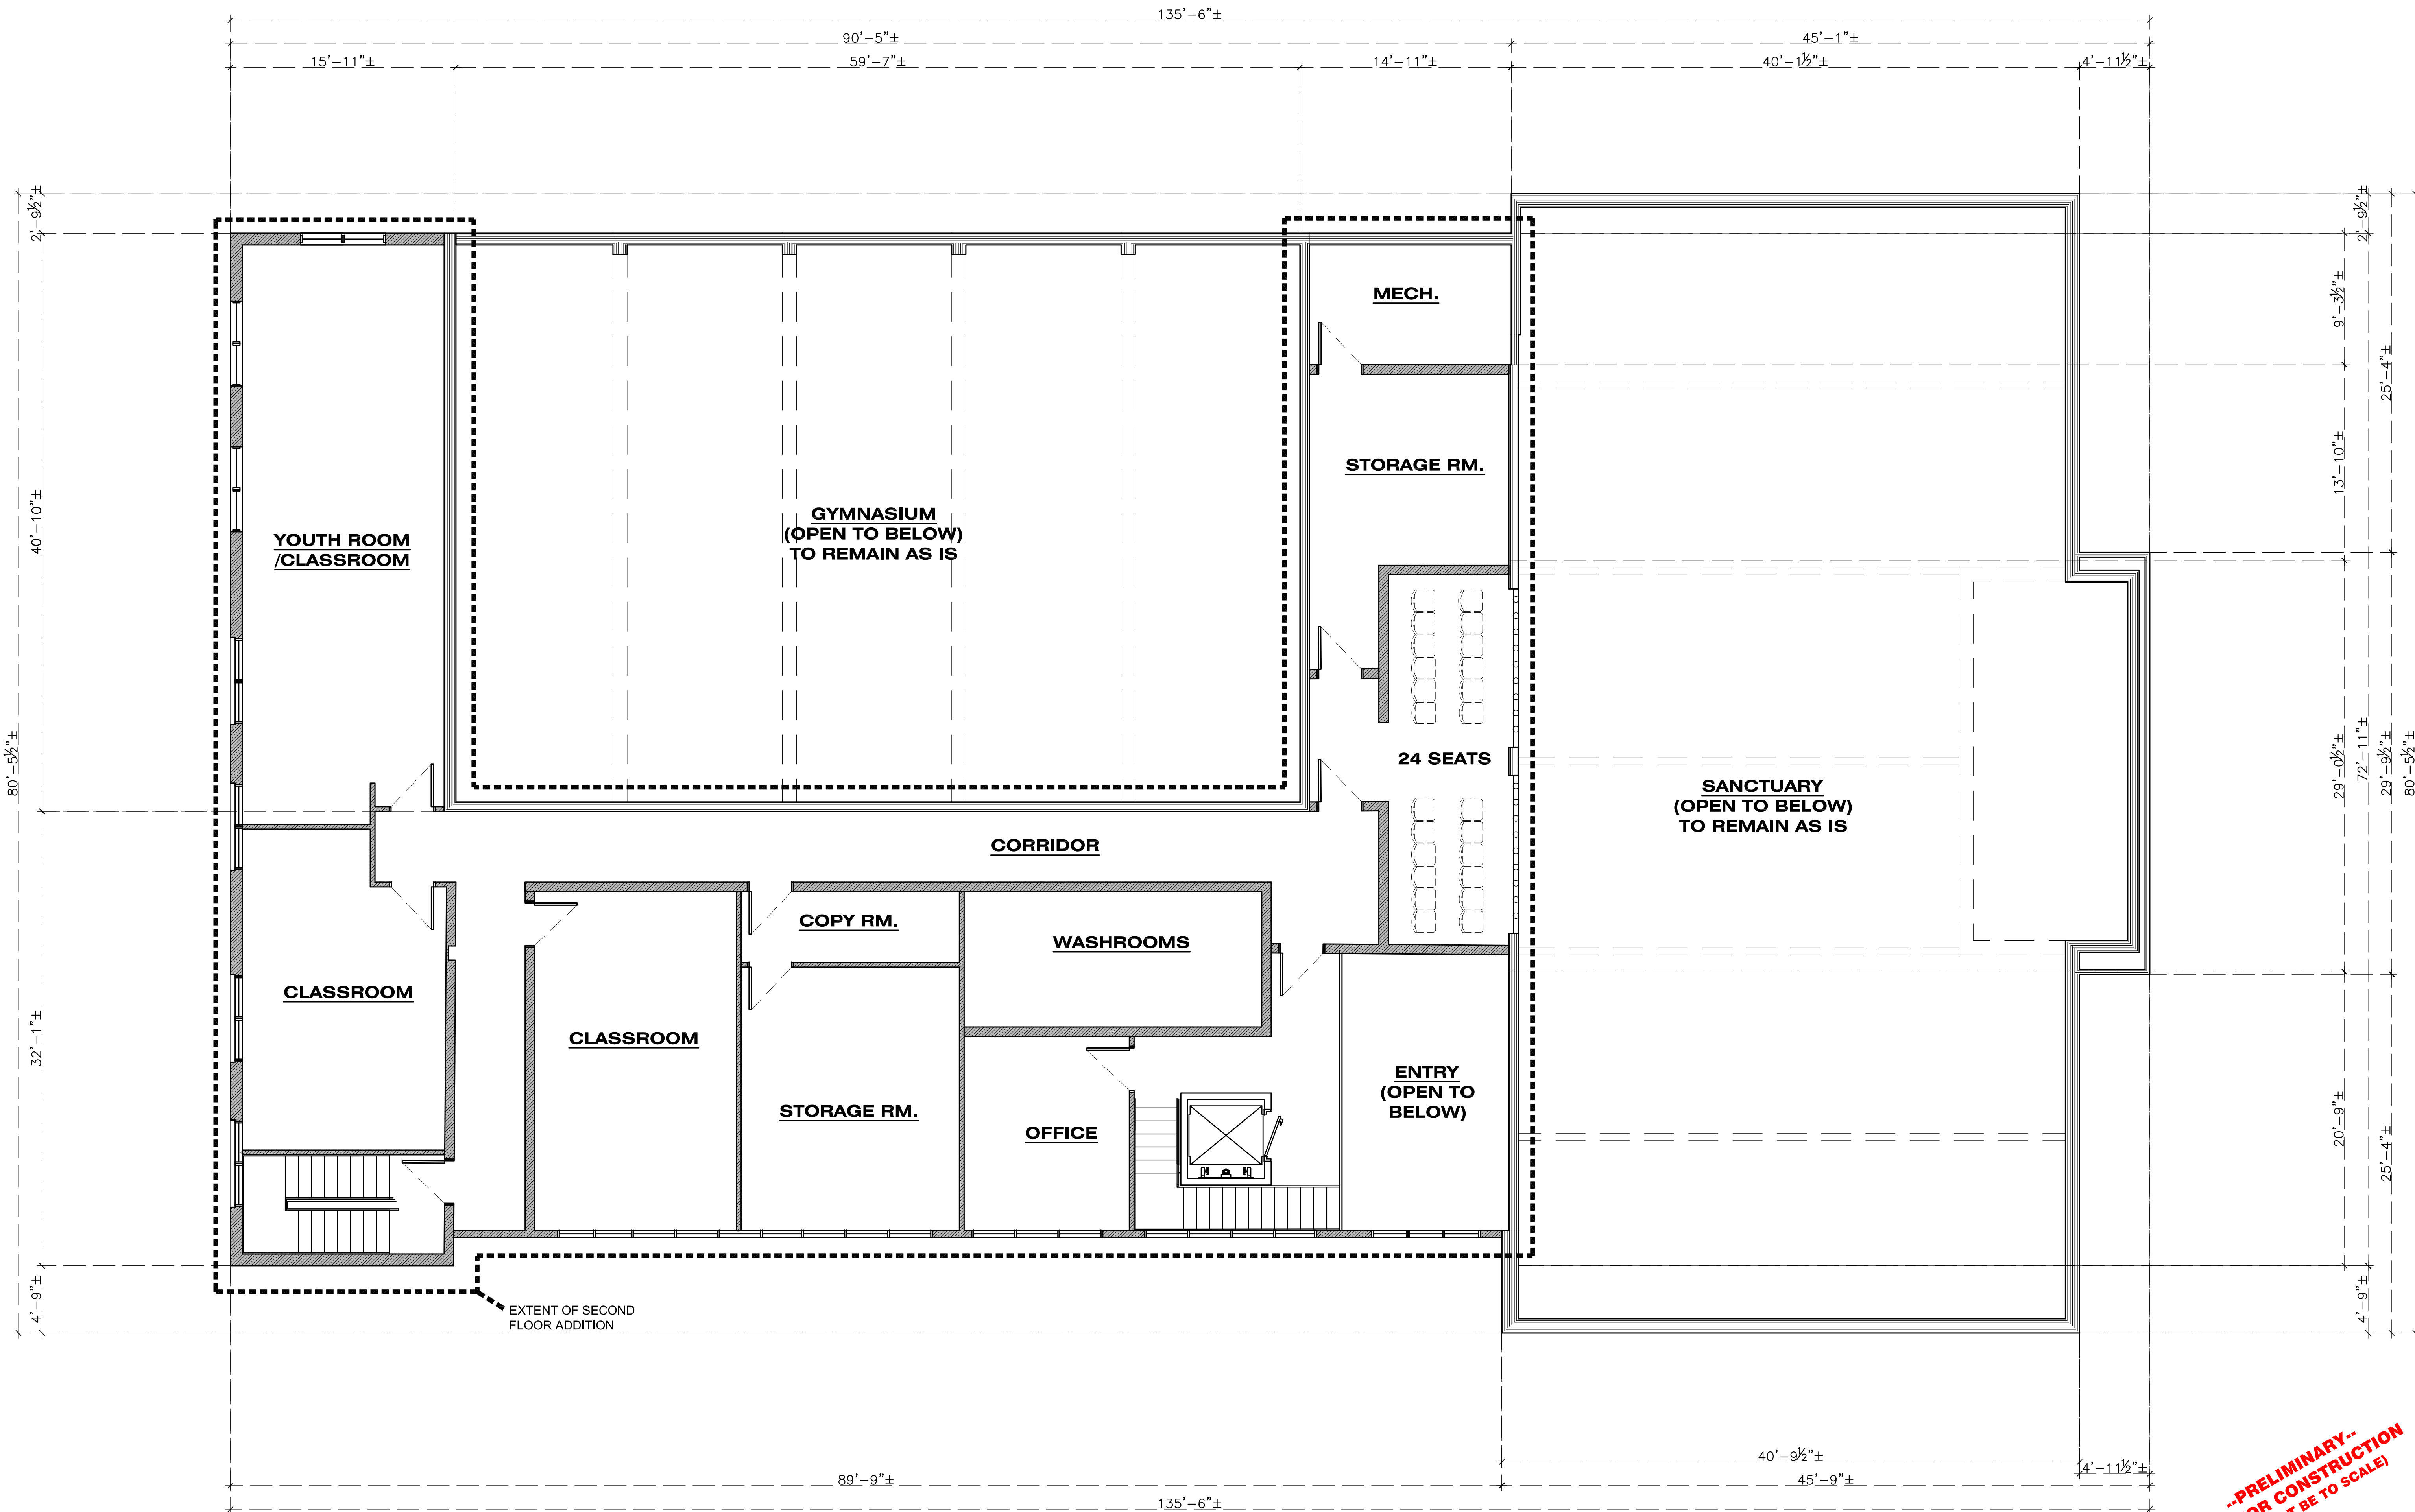 135'-6"±
90'-5"±
45'-1"±
15'-11"±
59'-7"±
14'-11"±
40'-1½"±
4'-11½"±
2'-9½"±
40'-10"±
80'-5½"±
32'-1"±
4'-9"±
2'-9½"±
9'-3½"±
25'-4"±
13'-10"±
29'-0½"±
72'-11"±
29'-9½"±
80'-5½"±
20'-9"±
25'-4"±
4'-9"±
MECH.
STORAGE RM.
YOUTH ROOM
/CLASSROOM
GYMNASIUM
(OPEN TO BELOW)
TO REMAIN AS IS
24 SEATS
SANCTUARY
(OPEN TO BELOW)
TO REMAIN AS IS
CORRIDOR
COPY RM.
WASHROOMS
CLASSROOM
CLASSROOM
STORAGE RM.
OFFICE
ENTRY
(OPEN TO
BELOW)
EXTENT OF SECOND
FLOOR ADDITION
40'-9½"±
4'-11½"±
89'-9"±
45'-9"±
135'-6"±
--PRELIMINARY--
CONSTRUCTION
BE TO SCALE)